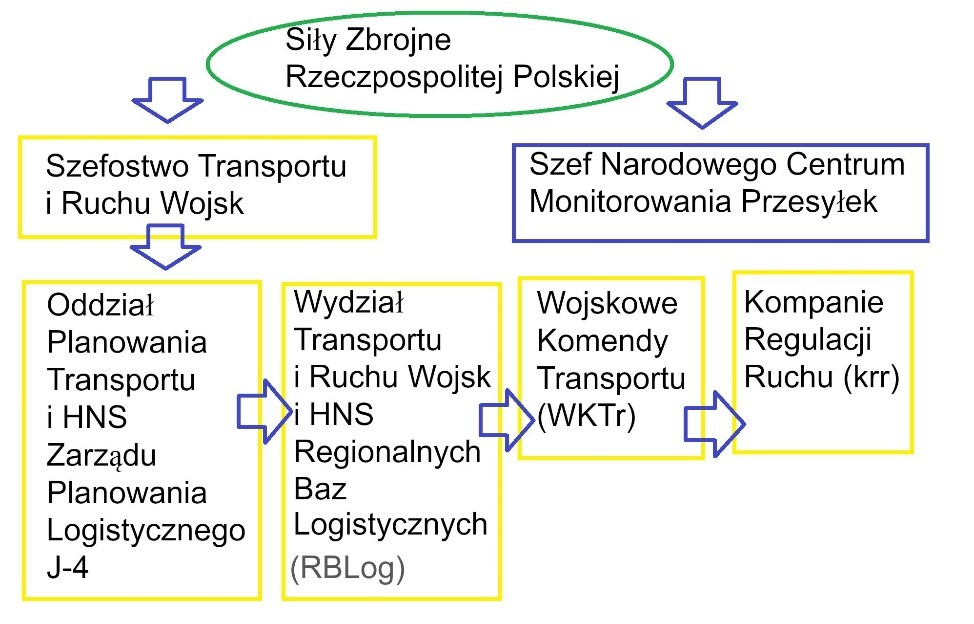 Siły Zbrojne
Rzeczpospolitej Polskiej
Szefostwo Transportu
i Ruchu Wojsk
Szef Narodowego Centrum
Monitorowania Przesyłek
Oddział
Planowania
Transportu
i HNS
Zarządu
Planowania
Logistycznego
J-4
Wydział
Transportu
i Ruchu Wojsk
i HNS
Regionalnych
Baz
Logistycznych
(RBLog)
Wojskowe
Komendy
Transportu
(WKTr)
Kompanie
Regulacji
Ruchu (krr)